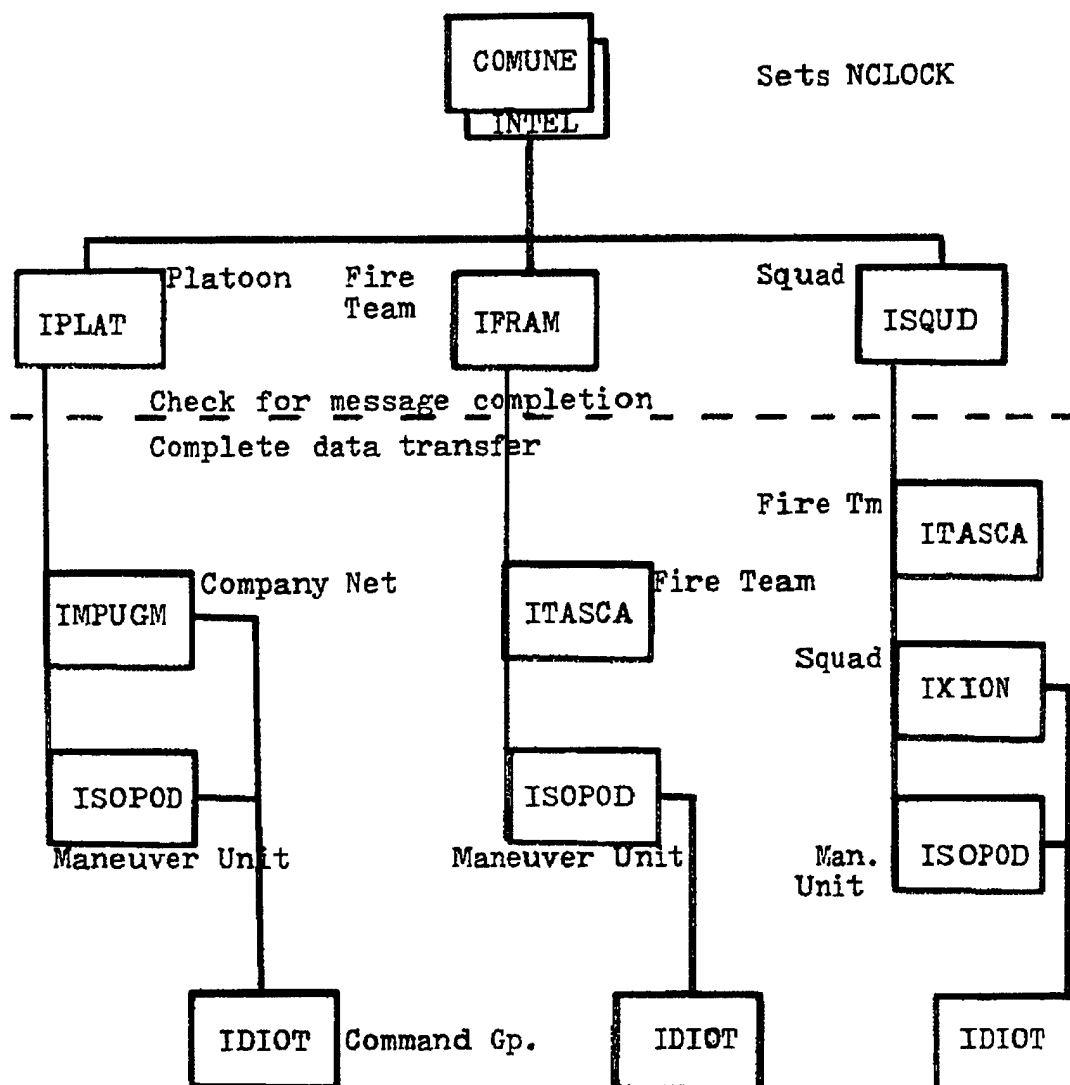 COMUNE
Sets NCLOCK
INTEL
Platoon
Fire
Team
Squad
IPLAT
IFRAM
ISQUD
Check for message completion
Complete data transfer
Fire Tm
ITASCA
Company Net
Fire Team
IMPUGM
ITASCA
Squad
IXION
ISOPOD
ISOPOD
Maneuver Unit
Maneuver Unit
Man.
Unit
ISOPOD
IDIOT
Command Gp.
IDIOT
IDIOT